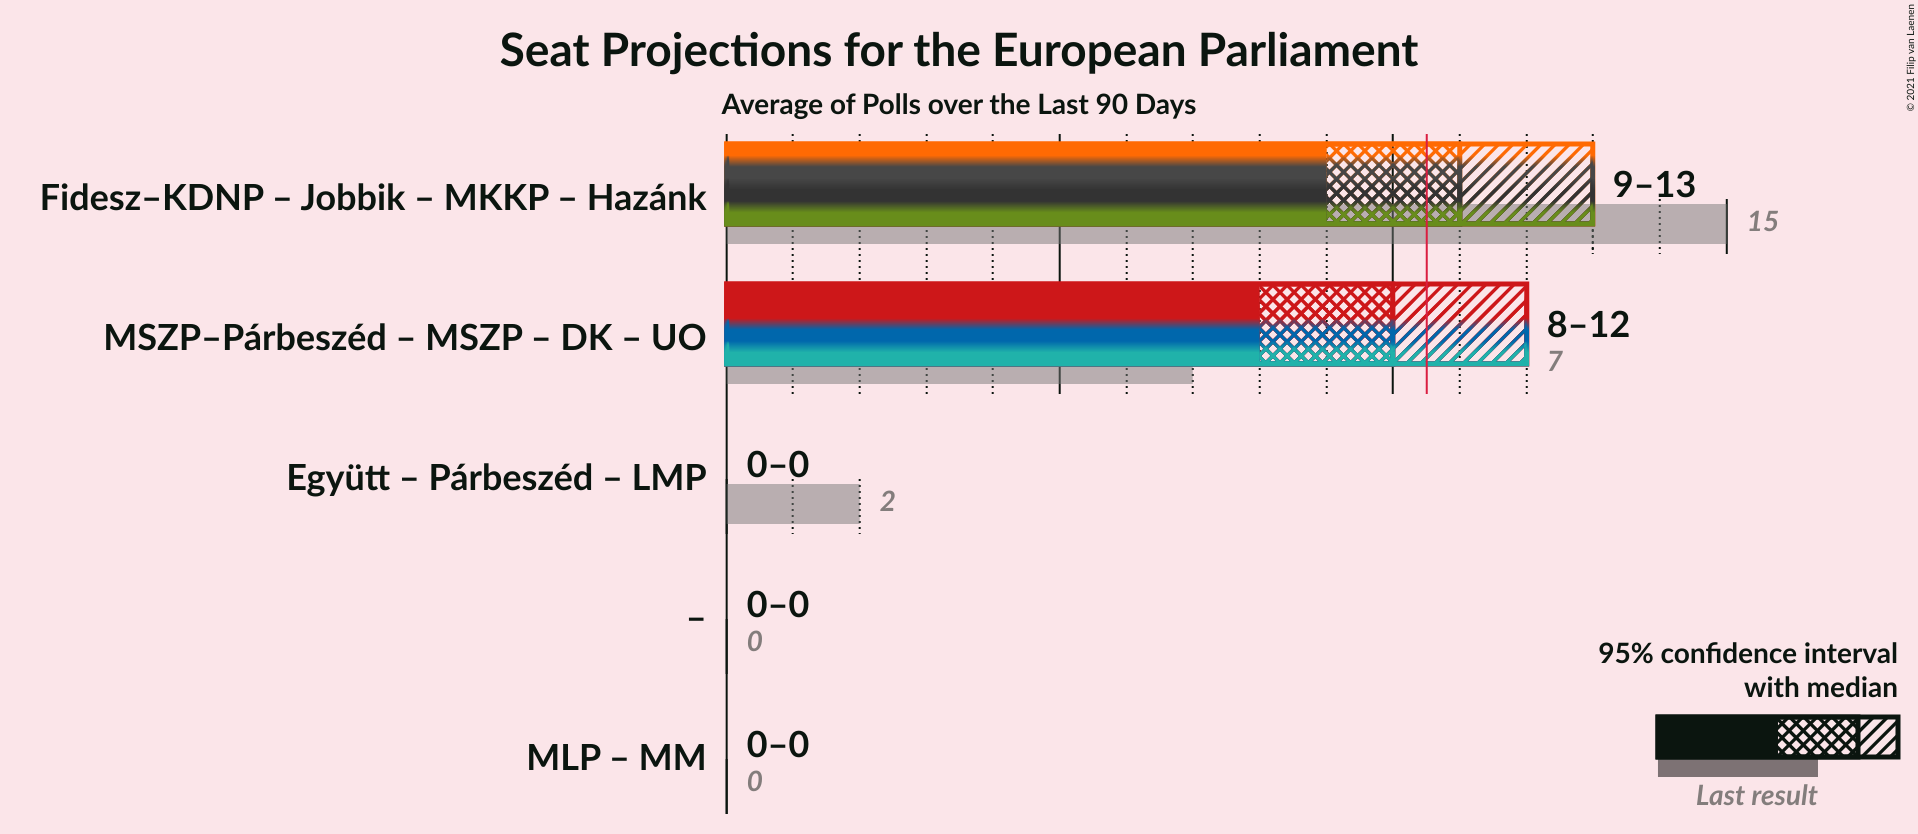 Seat Projections for the European Parliament
Average of Polls over the Last 90 Days
© 2021 Filip van Laenen
Fidesz–KDNP – Jobbik – MKKP – Hazánk
9–13
15
MSZP–Párbeszéd – MSZP – DK – UO
8–12
7
Együtt – Párbeszéd – LMP
0–0
2
–
0–0
0
MLP – MM
0–0
0
95% confidence interval
with median
Last result